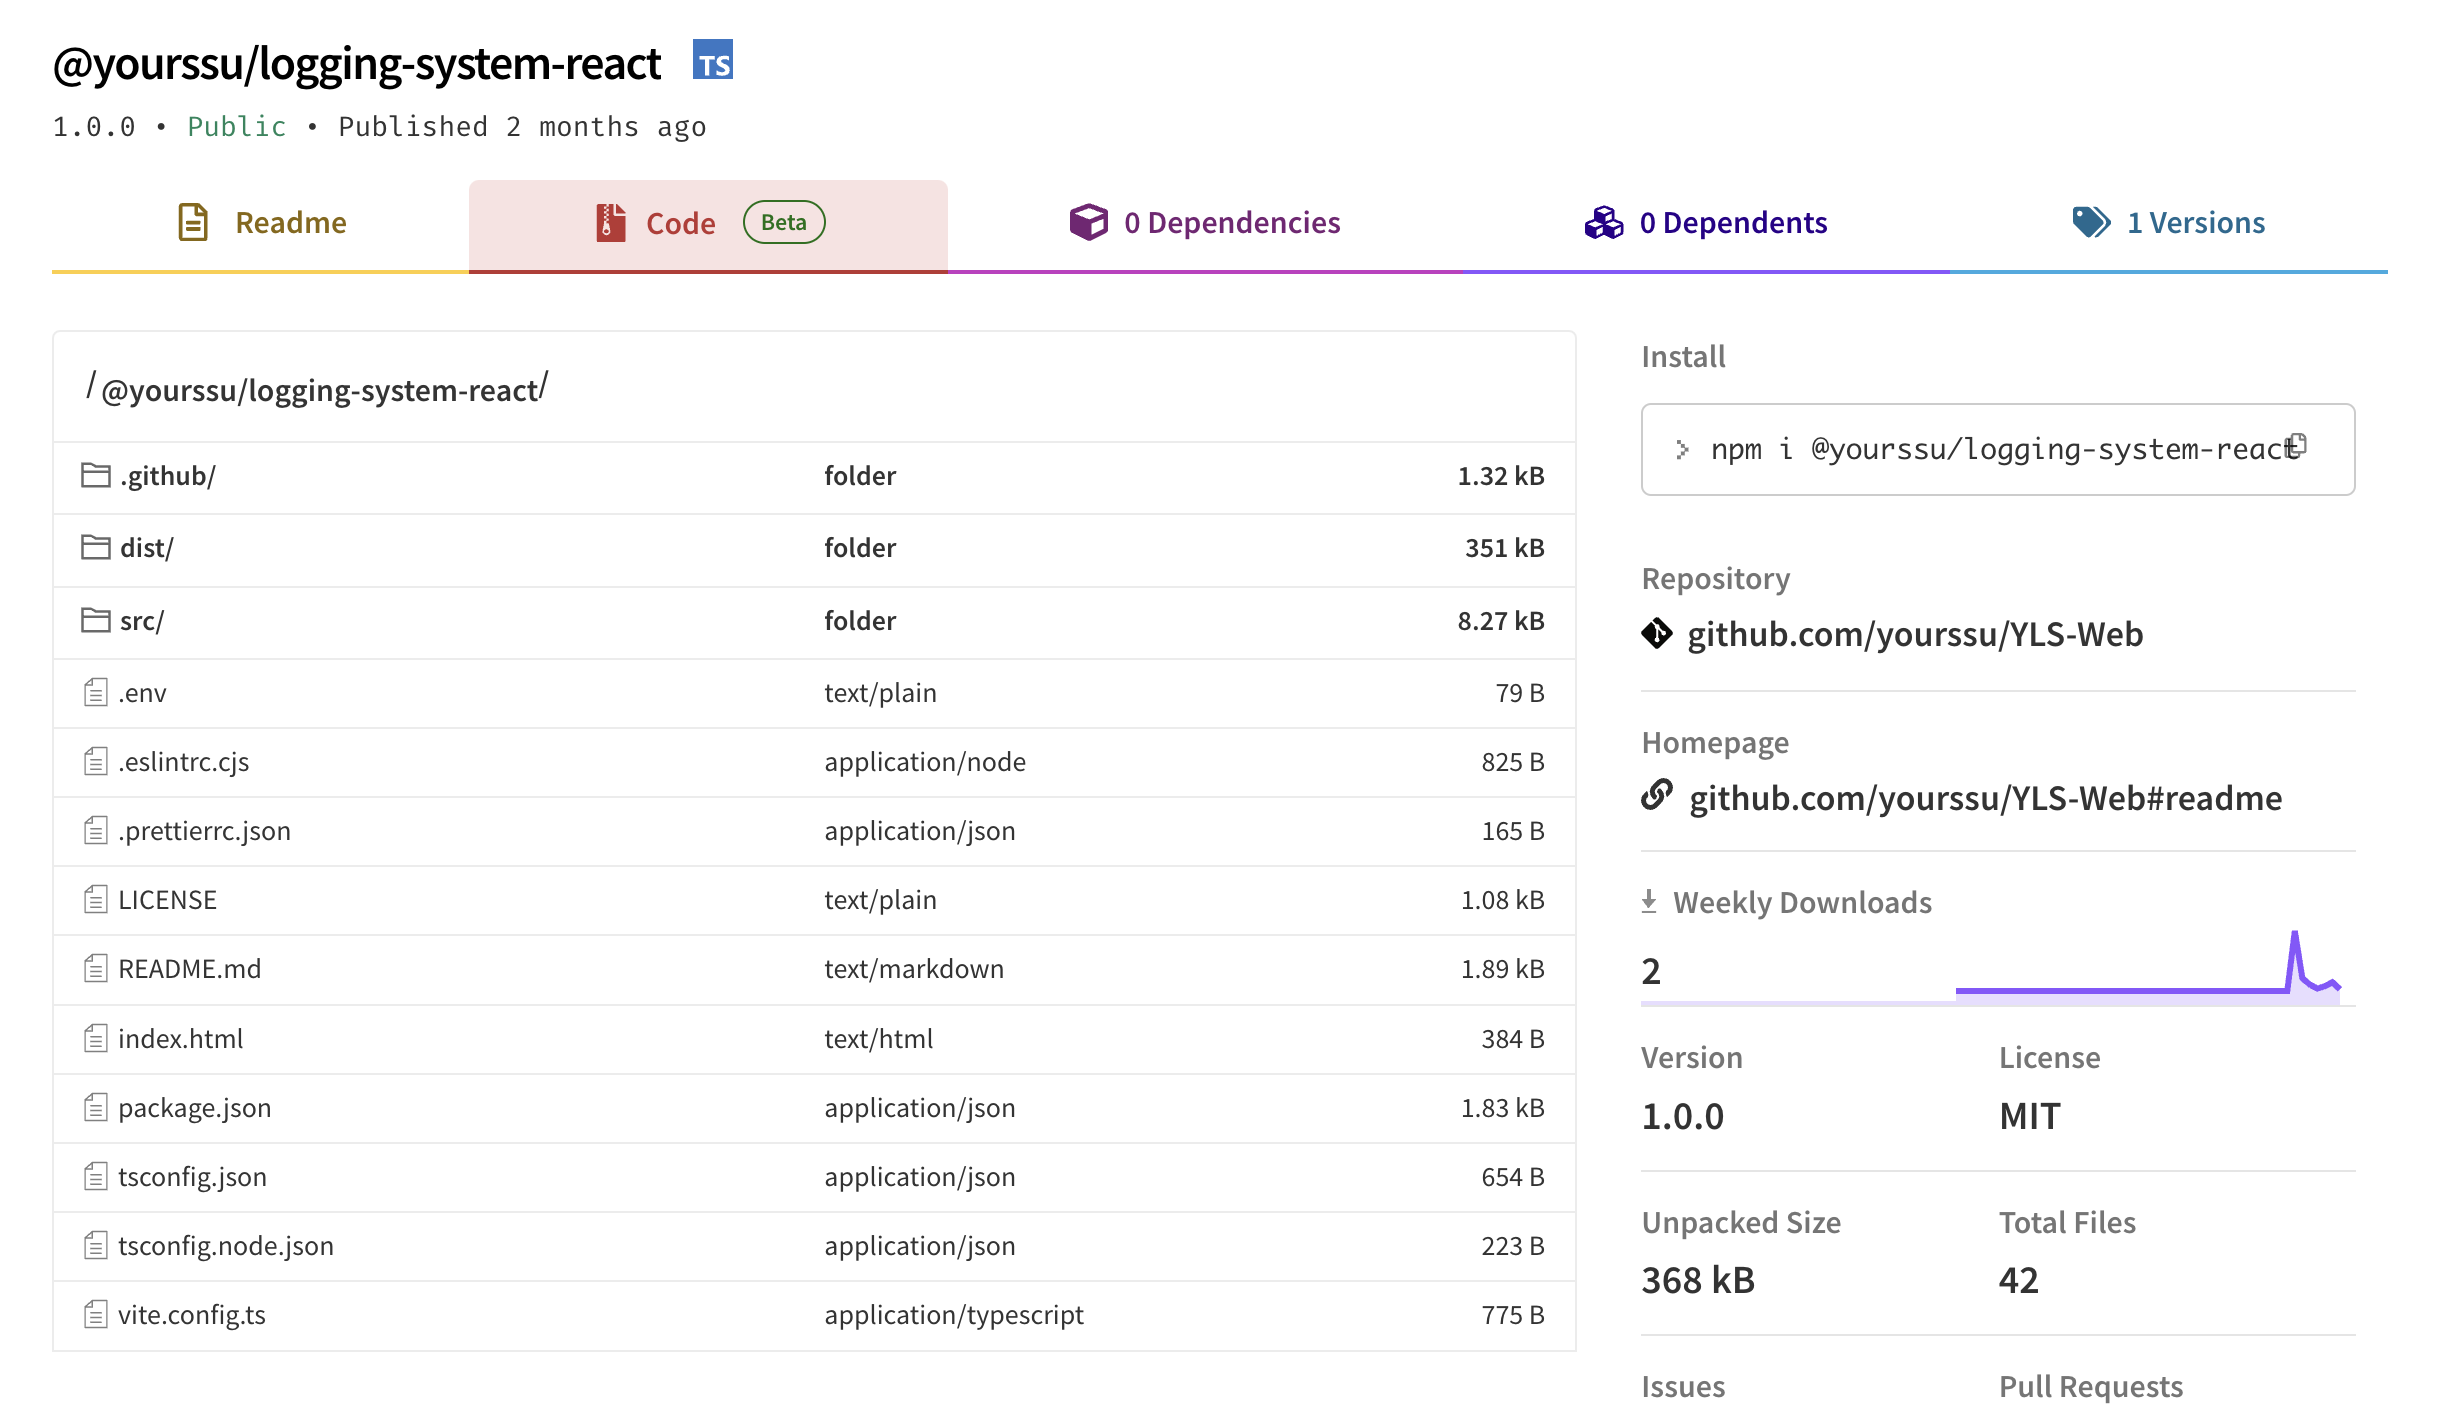 @yourssu/logging-system-react TS
1.0.0 • Public • Published 2 months ago
Readme
Code Beta
0 Dependencies
0 Dependents
1 Versions
/@yourssu/logging-system-react/
.github/ folder 1.32 kB
dist/ folder 351 kB
src/ folder 8.27 kB
.env text/plain 79 B
.eslintrc.cjs application/node 825 B
.prettierrc.json application/json 165 B
LICENSE text/plain 1.08 kB
README.md text/markdown 1.89 kB
index.html text/html 384 B
package.json application/json 1.83 kB
tsconfig.json application/json 654 B
tsconfig.node.json application/json 223 B
vite.config.ts application/typescript 775 B
Install
npm i @yourssu/logging-system-react
Repository
github.com/yourssu/YLS-Web
Homepage
github.com/yourssu/YLS-Web#readme
Weekly Downloads
2
Version License
1.0.0 MIT
Unpacked Size Total Files
368 kB 42
Issues Pull Requests